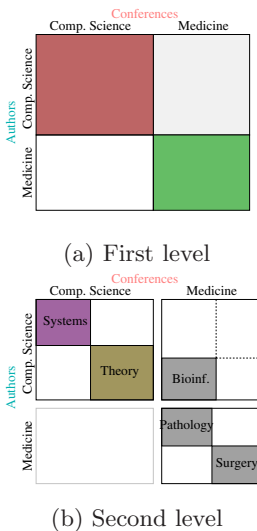 Conferences
Comp. Science Medicine
Authors
Comp. Science
Medicine
(a) First level
Conferences
Comp. Science Medicine
Authors
Comp. Science
Medicine
Systems
Theory
Bioinf.
Pathology
Surgery
(b) Second level